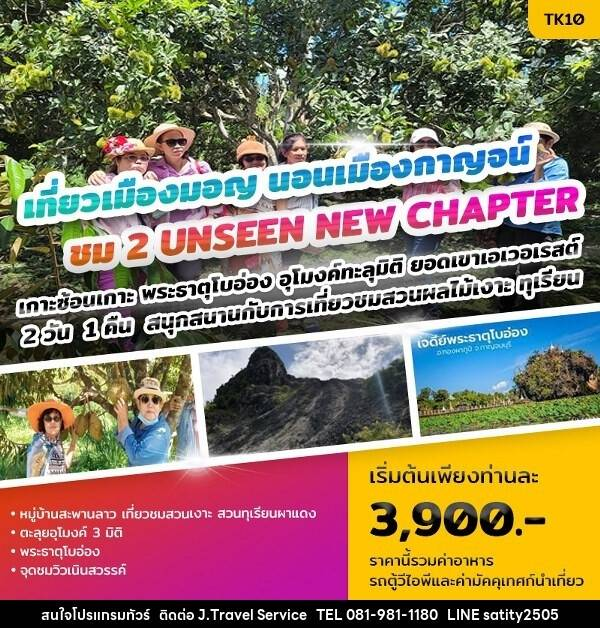 TK10
เที่ยวเมืองมอญ นอนเมืองกาญจน์
ชม 2 UNSEEN NEW CHAPTER
เกาะซ้อนเกาะ พระธาตุโบอ่อง อุโมงค์ทะลุมิติ ยอดเขาเอเวอเรสต์
2 วัน 1 คืน สนุกสนานกับการเที่ยวชมสวนผลไม้เงาะ ทุเรียน
เจดีย์พระธาตุโบอ่อง
อ.ทองผาภูมิ จ.กาญจนบุรี
• หมู่บ้านสะพานลาว เที่ยวชมสวนเงาะ สวนทุเรียนผาแดง
• ตะลุยอุโมงค์ 3 มิติ
• พระธาตุโบอ่อง
• จุดชมวิวเนินสวรรค์
เริ่มต้นเพียงท่านละ
3,900.-
ราคานี้รวมค่าอาหาร
รถตู้วีไอพีและค่ามัคคุเทศก์นำเที่ยว
สนใจโปรแกรมทัวร์ ติดต่อ J.Travel Service TEL 081-981-1180 LINE satity2505